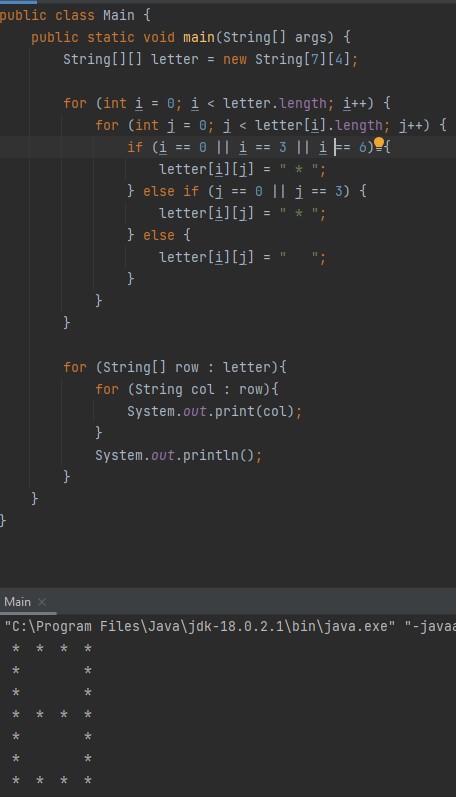 public class Main {
    public static void main(String[] args) {
        String[][] letter = new String[7][4];

        for (int i = 0; i < letter.length; i++) {
            for (int j = 0; j < letter[i].length; j++) {
                if (i == 0 || i == 3 || i == 6) {
                    letter[i][j] = " * ";
                } else if (j == 0 || j == 3) {
                    letter[i][j] = " * ";
                } else {
                    letter[i][j] = "   ";
                }
            }
        }

        for (String[] row : letter){
            for (String col : row){
                System.out.print(col);
            }
            System.out.println();
        }
    }
}
Main ×
"C:\Program Files\Java\jdk-18.0.2.1\bin\java.exe" "-javaa
 *  *  *  * 
 *        * 
 *        * 
 *  *  *  * 
 *        * 
 *        * 
 *  *  *  *